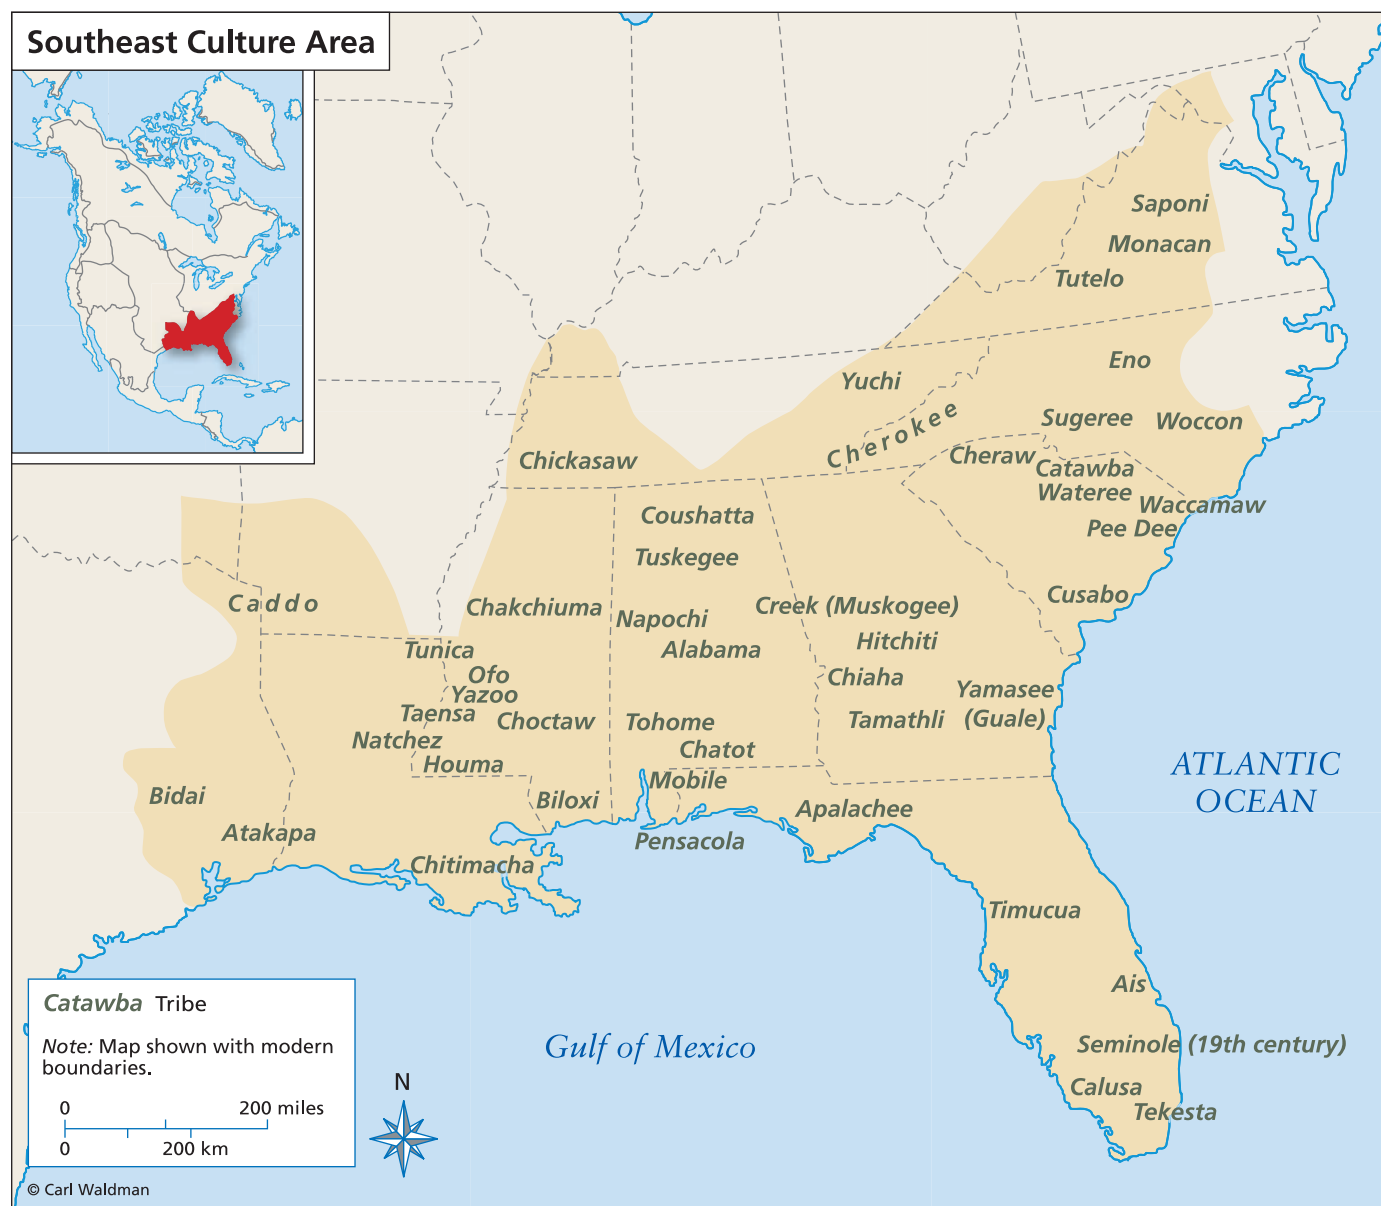 Southeast Culture Area
Saponi
Monacan
Tutelo
Eno
Yuchi
Cherokee
Sugeree
Woccon
Chickasaw
Cheraw
Catawba
Wateree
Waccamaw
Pee Dee
Coushatta
Tuskegee
Caddo
Chakchiuma
Napochi
Creek (Muskogee)
Cusabo
Tunica
Alabama
Hitchiti
Ofo
Yazoo
Chiaha
Yamasee
(Guale)
Taensa
Choctaw
Tohome
Tamathli
Natchez
Houma
Chatot
Mobile
Bidai
Biloxi
Apalachee
Atakapa
Pensacola
Chitimacha
ATLANTIC
OCEAN
Timucua
Ais
Seminole (19th century)
Calusa
Tekesta
Gulf of Mexico
Catawba Tribe
Note: Map shown with modern
boundaries.
0 200 miles
0 200 km
N
© Carl Waldman